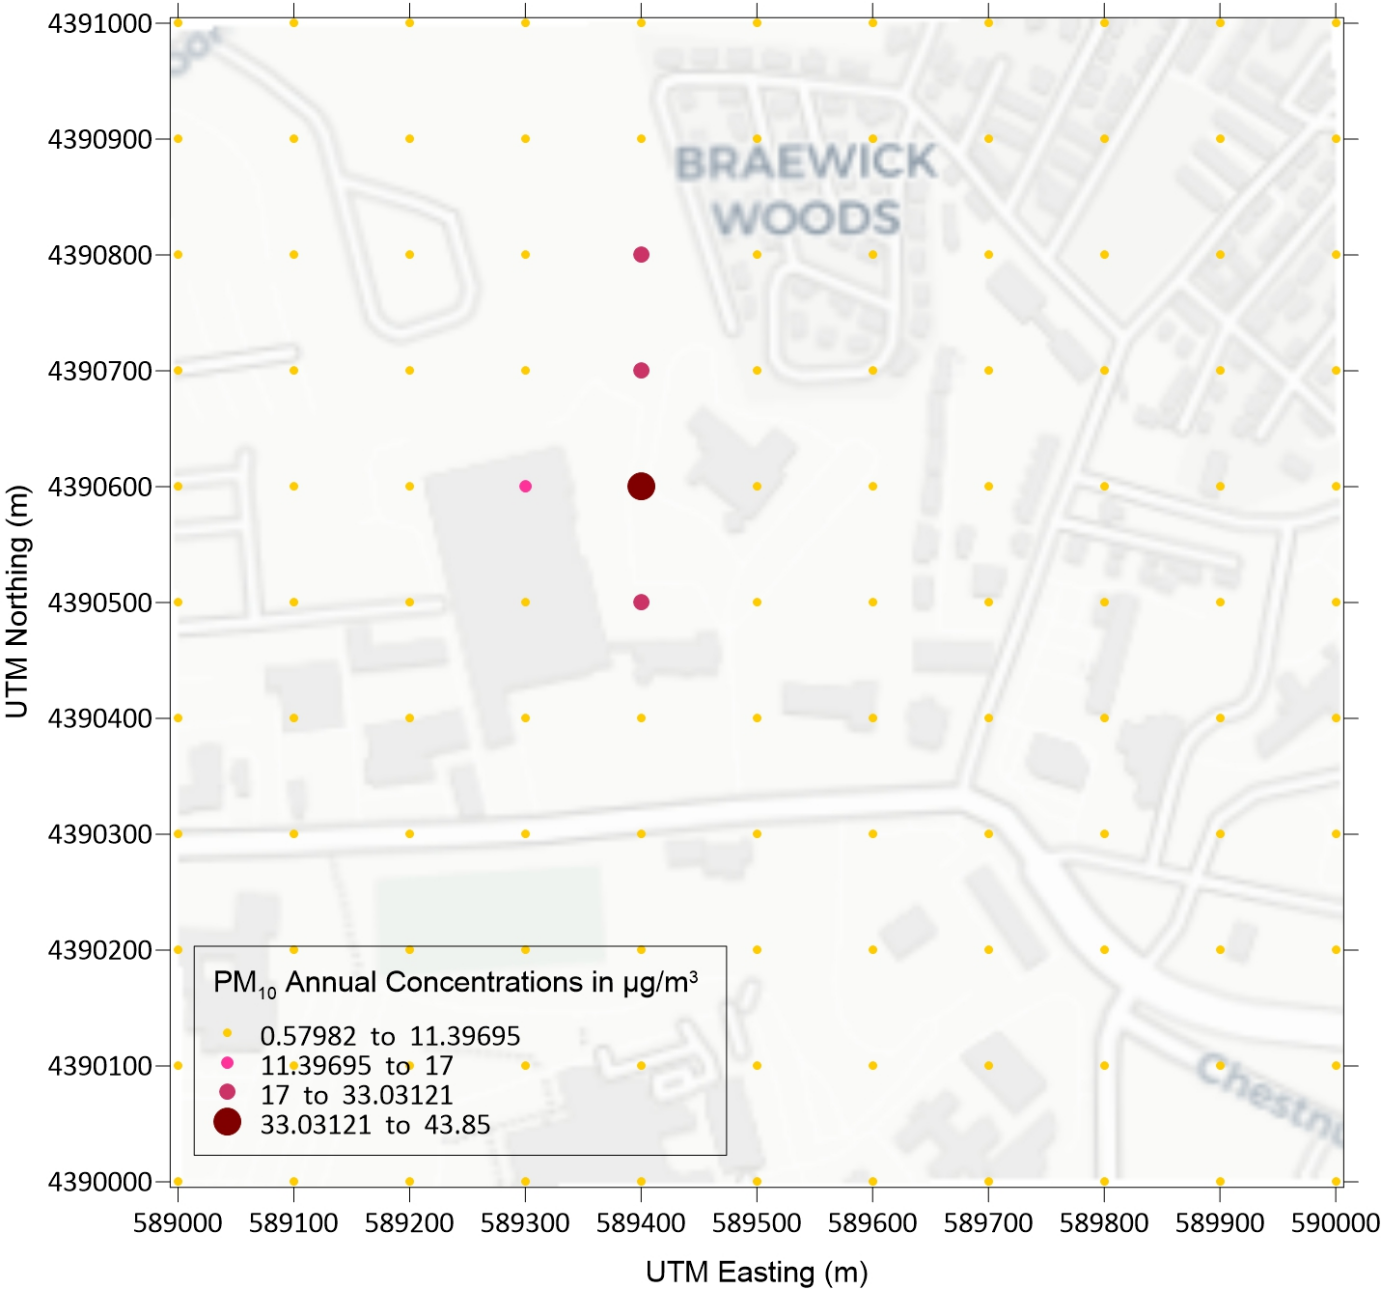 4391000
4390900
4390800
4390700
4390600
4390500
4390400
4390300
4390200
4390100
4390000
UTM Northing (m)
BRAEWICK
WOODS
PM10 Annual Concentrations in µg/m³
0.57982 to 11.39695
11.39695 to 17
17 to 33.03121
33.03121 to 43.85
Chestnu
589000 589100 589200 589300 589400 589500 589600 589700 589800 589900 590000
UTM Easting (m)